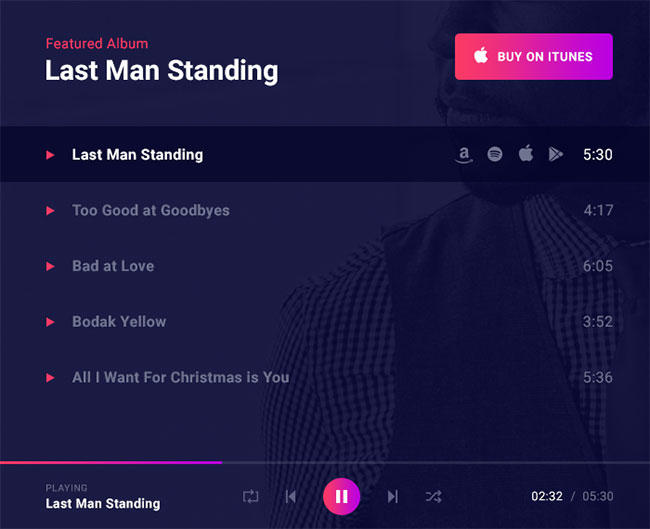 Featured Album
Last Man Standing
BUY ON ITUNES
Last Man Standing 5:30
Too Good at Goodbyes 4:17
Bad at Love 6:05
Bodak Yellow 3:52
All I Want For Christmas is You 5:36
PLAYING
Last Man Standing
02:32 / 05:30